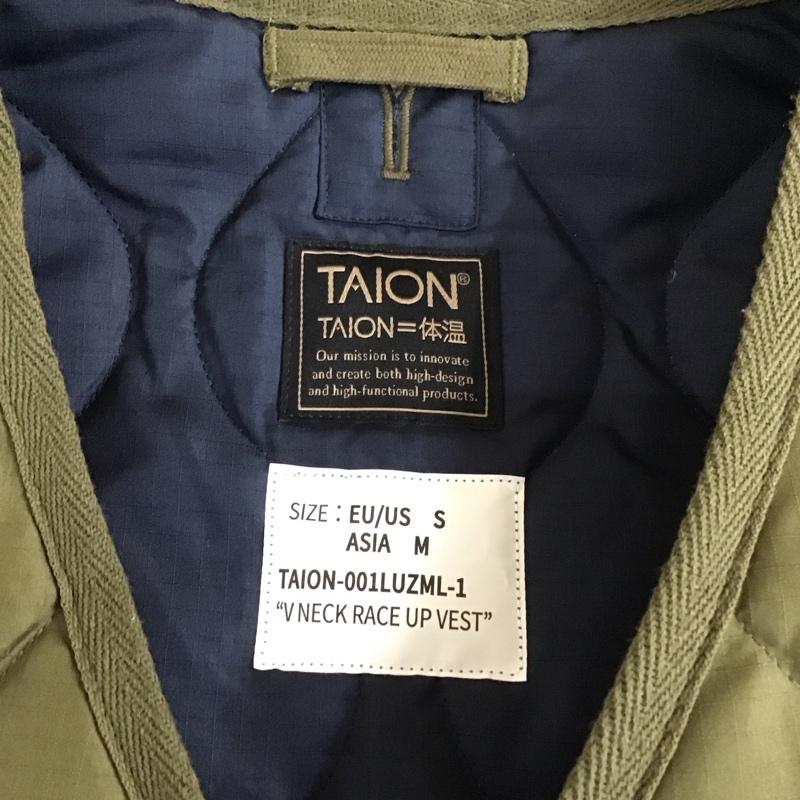 TAION®
TAION=体温
Our mission is to innovate
and create both high-design
and high-functional products.
SIZE : EU/US S
ASIA M
TAION-001LUZML-1
“V NECK RACE UP VEST”